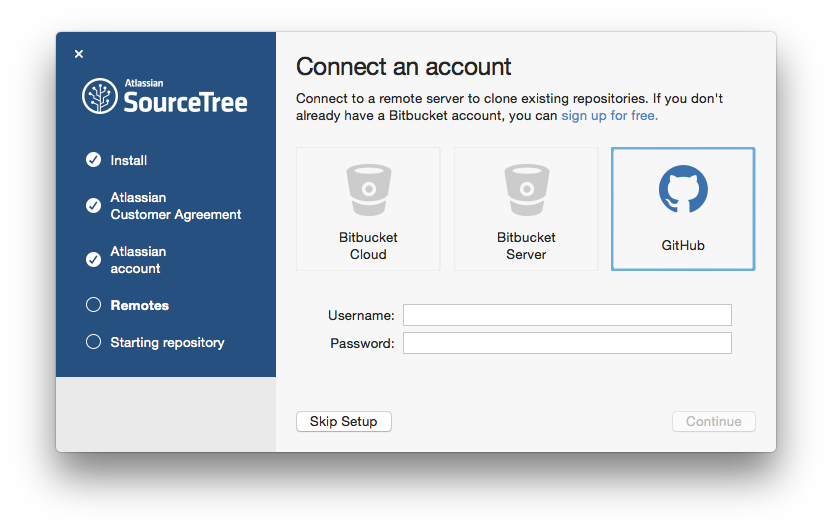 Atlassian
SourceTree
Install
Atlassian
Customer Agreement
Atlassian
account
Remotes
Starting repository
Connect an account
Connect to a remote server to clone existing repositories. If you don't
already have a Bitbucket account, you can sign up for free.
Bitbucket
Cloud
Bitbucket
Server
GitHub
Username:
Password:
Skip Setup
Continue